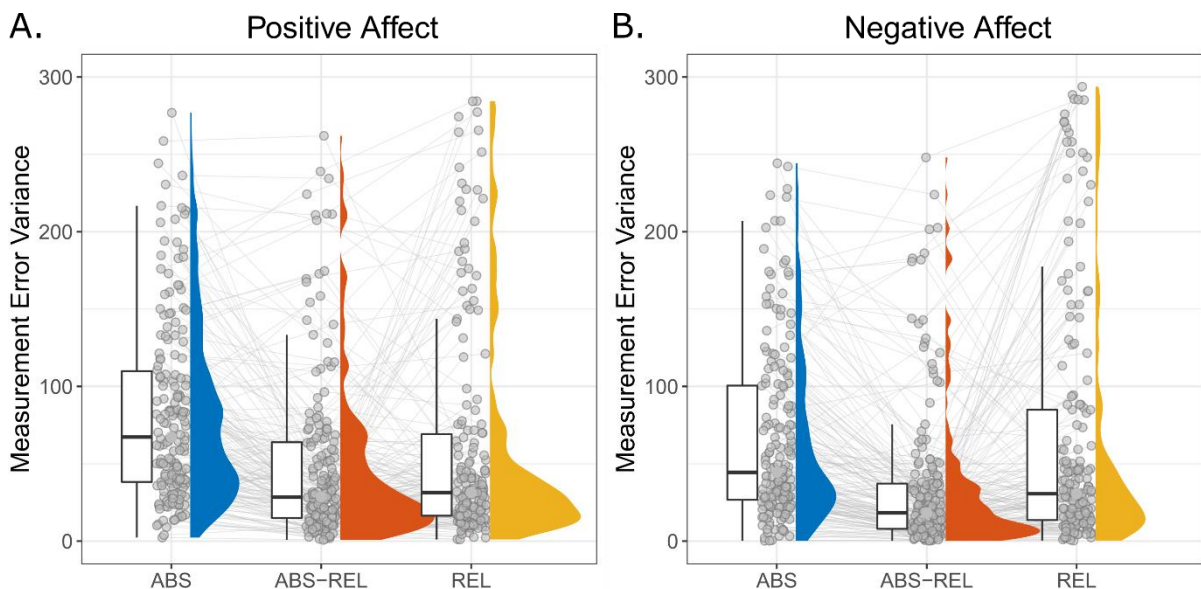 A. Positive Affect
Measurement Error Variance
300
200
100
0
ABS ABS-REL REL
B. Negative Affect
Measurement Error Variance
300
200
100
0
ABS ABS-REL REL